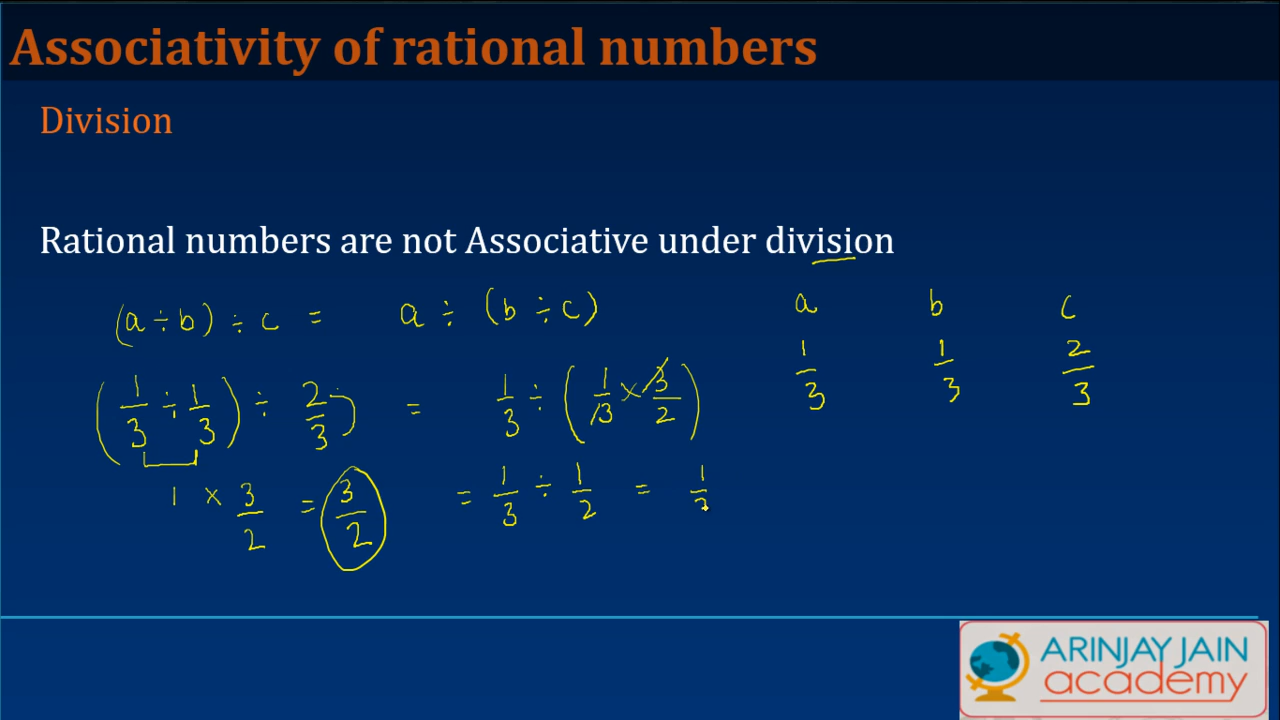 Associativity of rational numbers
Division
Rational numbers are not Associative under division
(a ÷ b) ÷ c = a ÷ (b ÷ c)
a b c
1/3 1/3 2/3
(1/3 ÷ 1/3) ÷ 2/3) = 1/3 ÷ (1/3 × 3/2)
1 × 3/2 = 3/2 = 1/3 ÷ 1/2 = 1/
ARINJAY JAIN
academy